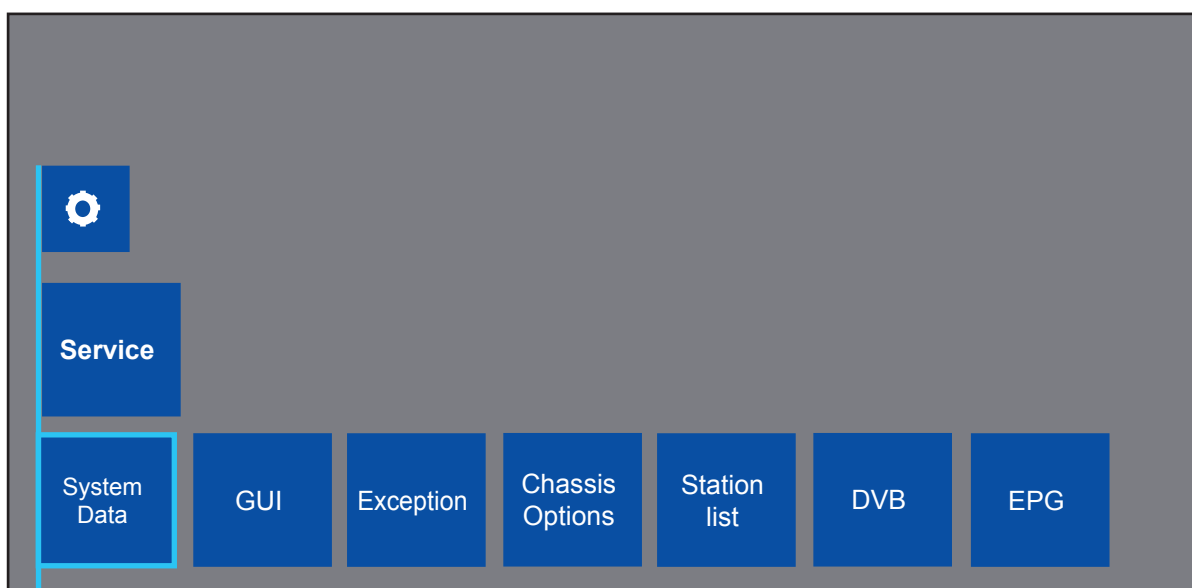 Service
System
Data
GUI
Exception
Chassis
Options
Station
list
DVB
EPG